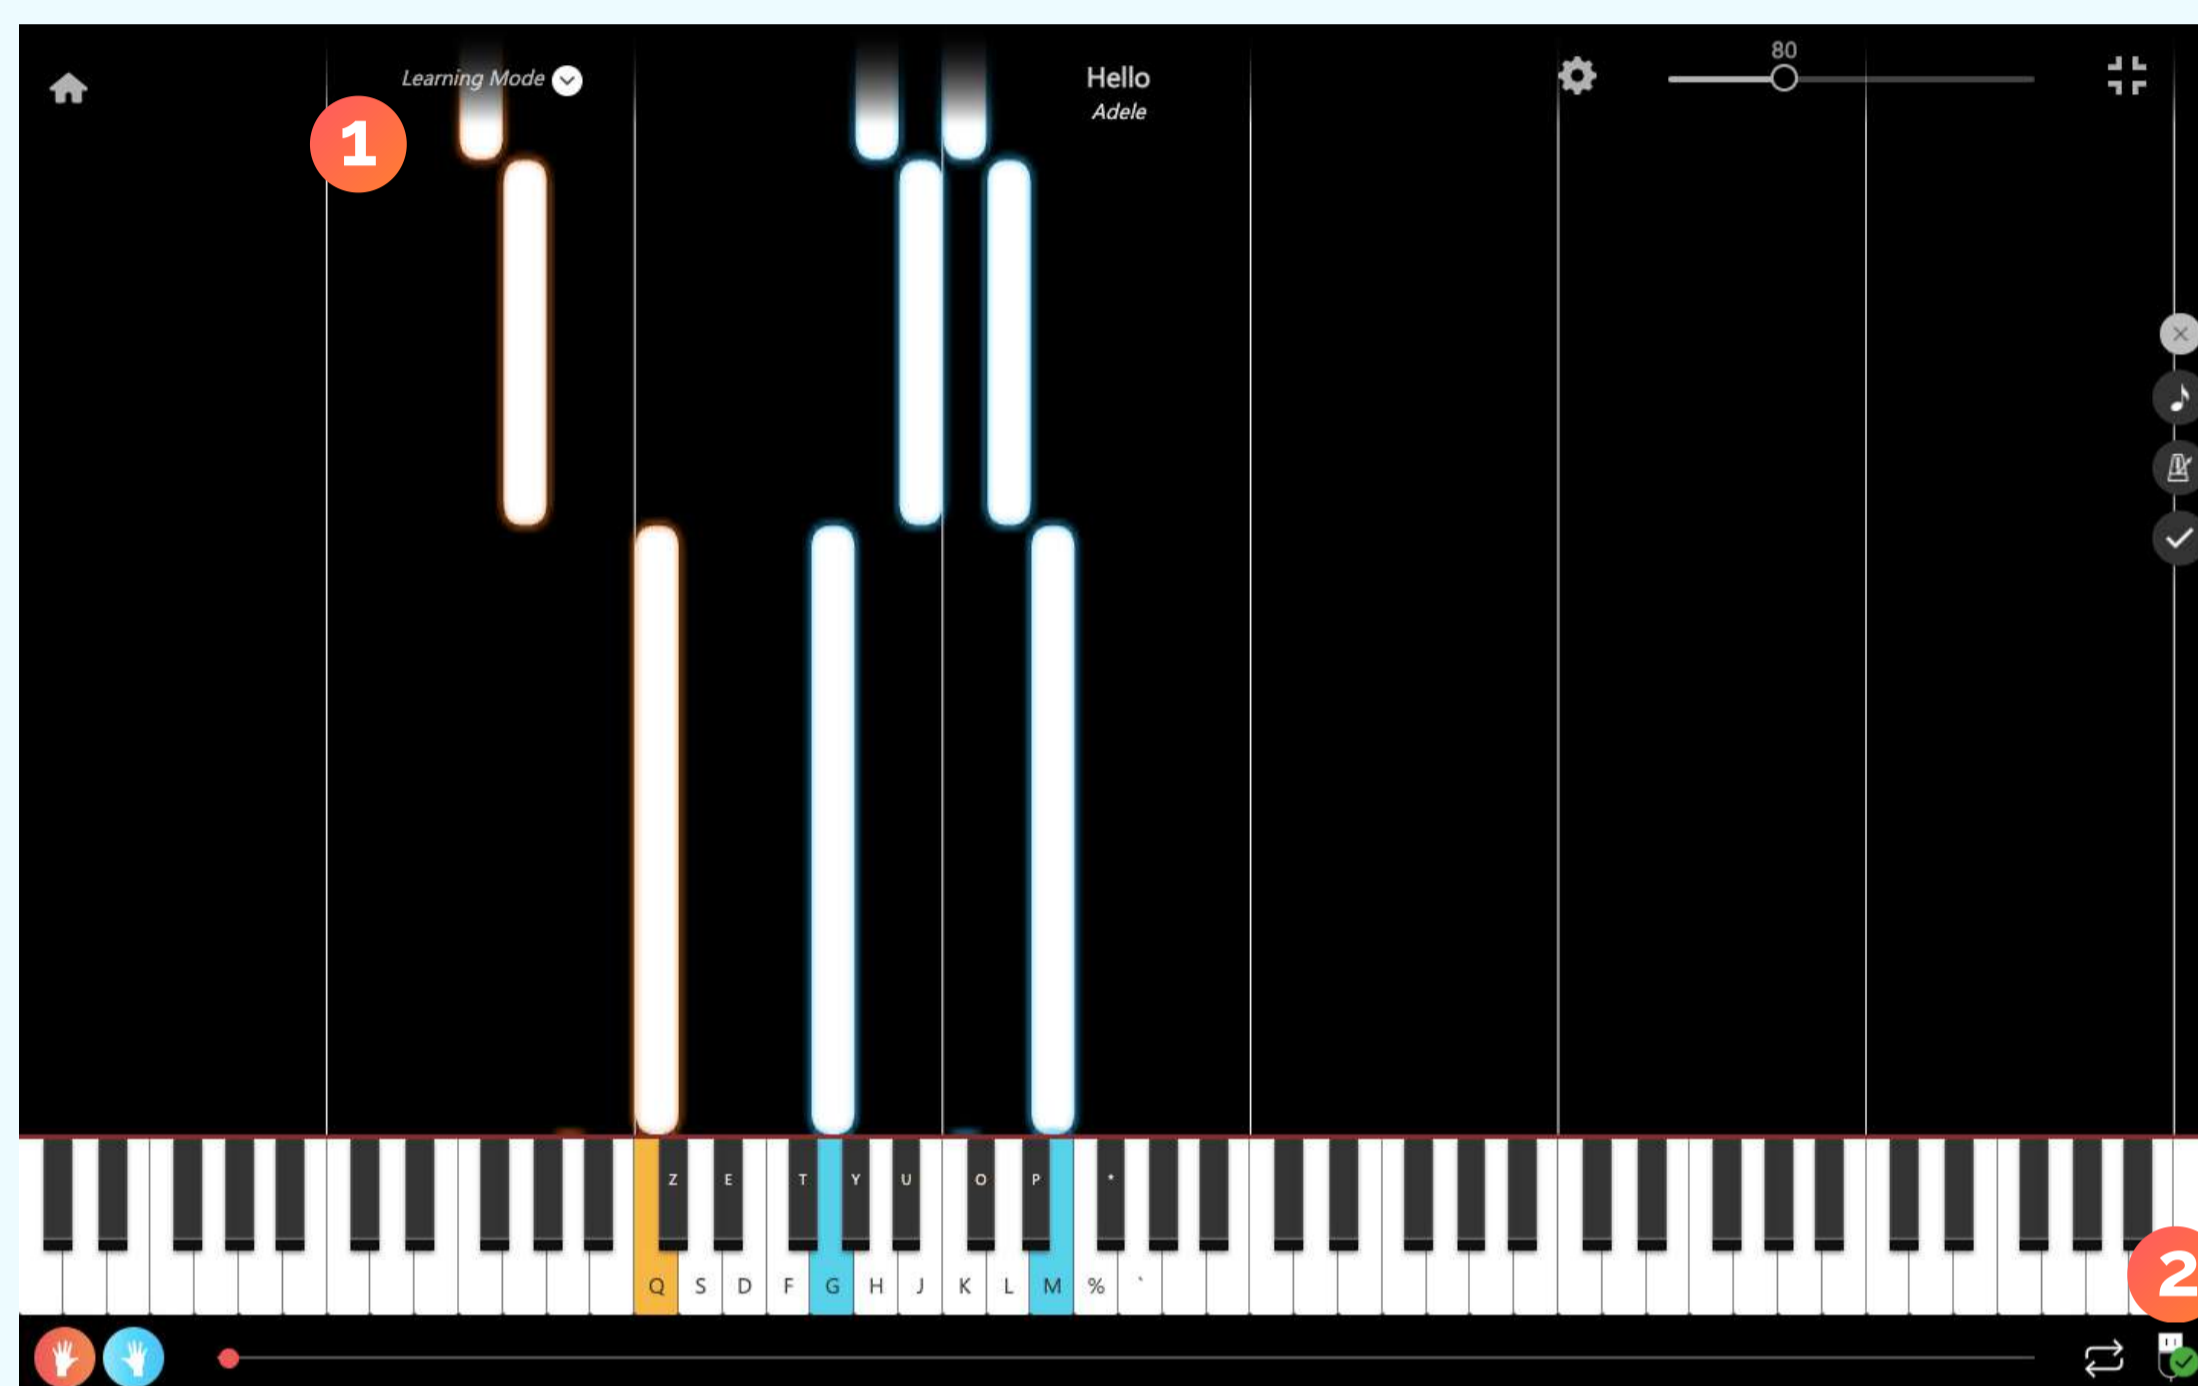 80
Learning Mode
Hello
Adele
1
Z E T Y U O P *
Q S D F G H J K L M % `
2